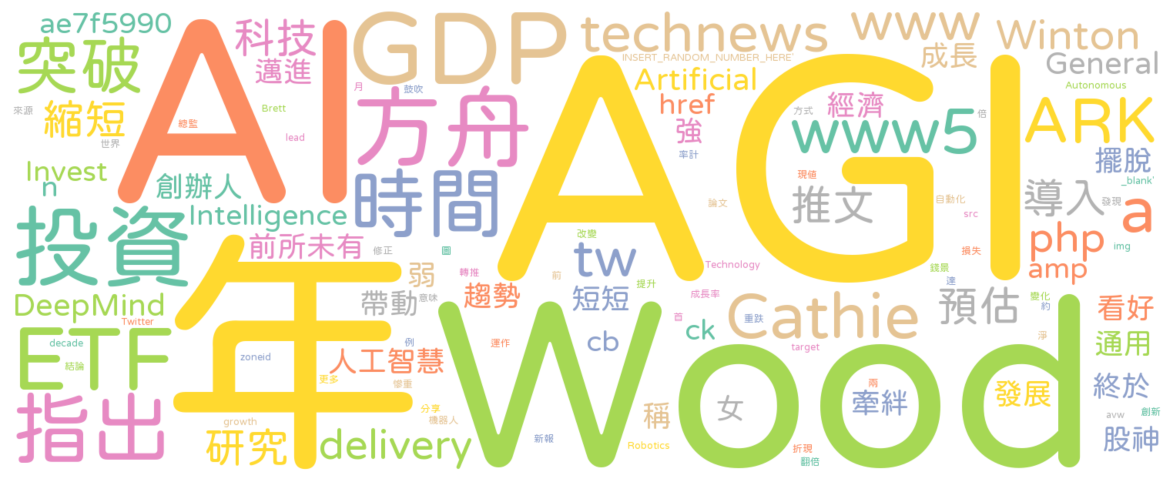 ae7f5990
AI
科技
GDP
technews
www
Winton
突破
邁進
月
鼓吹
INSERT_RANDOM_NUMBER_HERE'
成長
General
Artificial
AGI
Autonomous
來源
縮短
總監
Brett
lead
方舟
href
強
經濟
方式
倍
ARK
世界
率計
www5
擺脫
Invest
n
創辦人
時間
現值
_blank'
投資
Intelligence
論文
推文
自動化
導入
發現
a
src
前所未有
修正
圖
改變
tw
損失
php
img
年
弱
轉推
前
提升
Technology
錢景
amp
DeepMind
帶動
意味
趨勢
短短
成長率
達
預估
變化
約
看好
Twitter
首
重跌
Cathie
淨
ETF
decade
結論
zoneid
人工智慧
例
運作
cb
ck
target
通用
更多
慘重
Wood
兩
終於
指出
分享
稱
女
牽絆
發展
avw
創新
growth
機器人
研究
delivery
新報
Robotics
折現
翻倍
股神